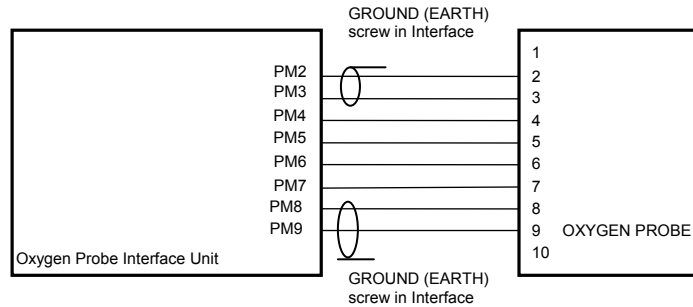 GROUND (EARTH)
screw in Interface
PM2
PM3
PM4
PM5
PM6
PM7
PM8
PM9
Oxygen Probe Interface Unit
1
2
3
4
5
6
7
8
9 OXYGEN PROBE
10
GROUND (EARTH)
screw in Interface